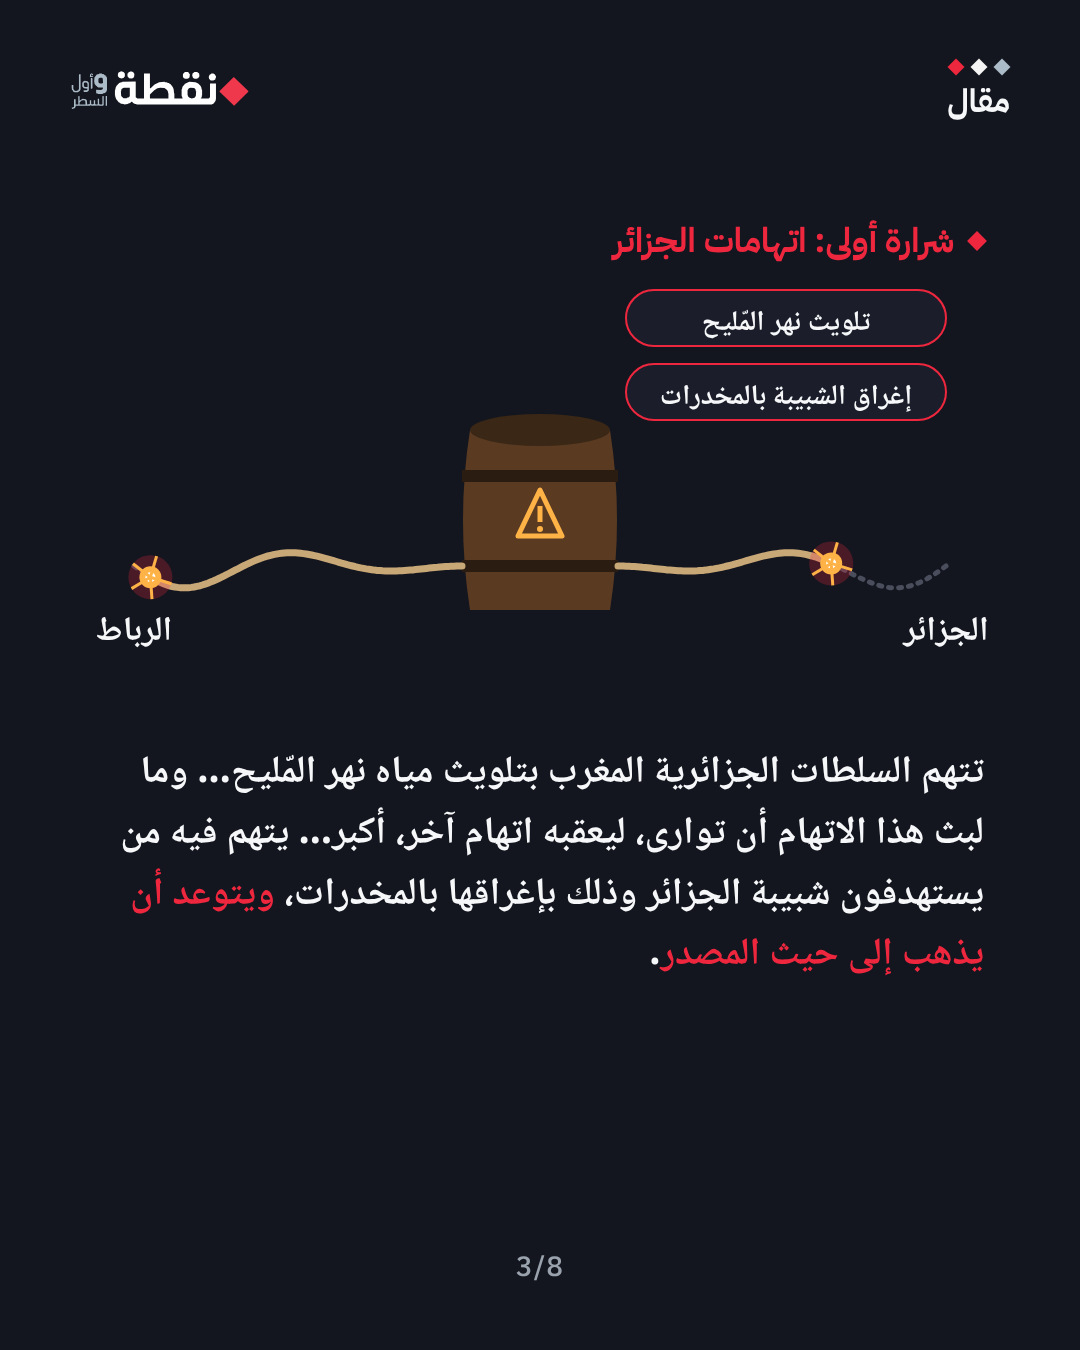 مقال
نقطة
وأول
السطر
شرارة أولى: اتهامات الجزائر
تلويث نهر المّليح
إغراق الشبيبة بالمخدرات
الجزائر
الرباط
تتهم السلطات الجزائرية المغرب بتلويث مياه نهر المّليح... وما
لبث هذا الاتهام أن توارى، ليعقبه اتهام آخر، أكبر... يتهم فيه من
يستهدفون شبيبة الجزائر وذلك بإغراقها بالمخدرات، ويتوعد أن
يذهب إلى حيث المصدر.
3/8